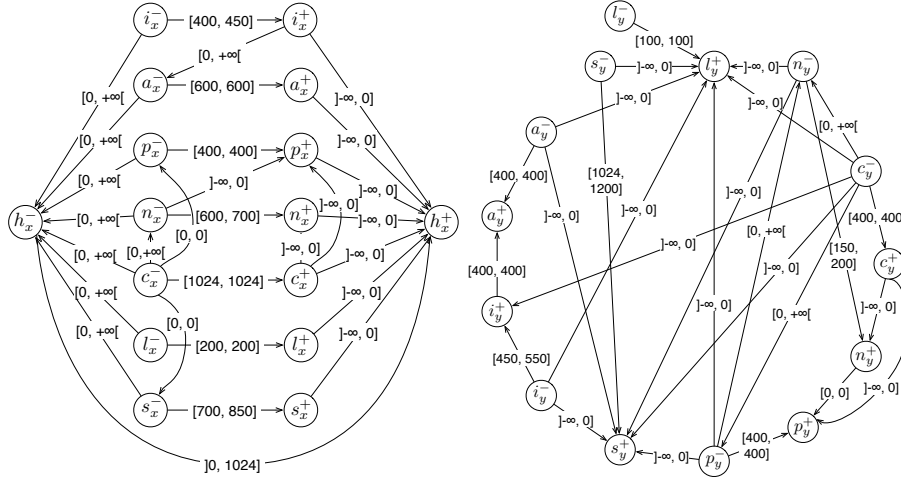 i_x^- [400, 450] i_x^+
[0, +∞[
a_x^- [600, 600] a_x^+
[0, +∞[ ]-∞, 0]
[0, +∞[ ]-∞, 0]
p_x^- [400, 400] p_x^+
[0, +∞[ ]-∞, 0] ]-∞, 0]
n_x^- [600, 700] n_x^+
[0, +∞[ ]-∞, 0] ]-∞, 0]
h_x^- h_x^+
[0, 0]
[0, +∞[ [0, +∞[ ]-∞, 0] ]-∞, 0]
c_x^- [1024, 1024] c_x^+
[0, +∞[ ]-∞, 0]
[0, 0]
l_x^- [200, 200] l_x^+
[0, +∞[ ]-∞, 0]
s_x^- [700, 850] s_x^+
]0, 1024]
l_y^-
[100, 100]
s_y^- ]-∞, 0] l_y^+ ]-∞, 0] n_y^-
]-∞, 0] ]-∞, 0]
a_y^- [0, +∞[
[400, 400] [1024,
1200] ]-∞, 0] c_y^-
a_y^+ ]-∞, 0] [0, +∞[ [150,
200] [400, 400]
]-∞, 0] ]-∞, 0]
[400, 400] c_y^+
i_y^+ ]-∞, 0] [0, +∞[ ]-∞, 0]
[450, 550] n_y^+
i_y^- [0, 0] ]-∞, 0]
]-∞, 0] p_y^+
s_y^+ ]-∞, 0] p_y^- [400,
400]